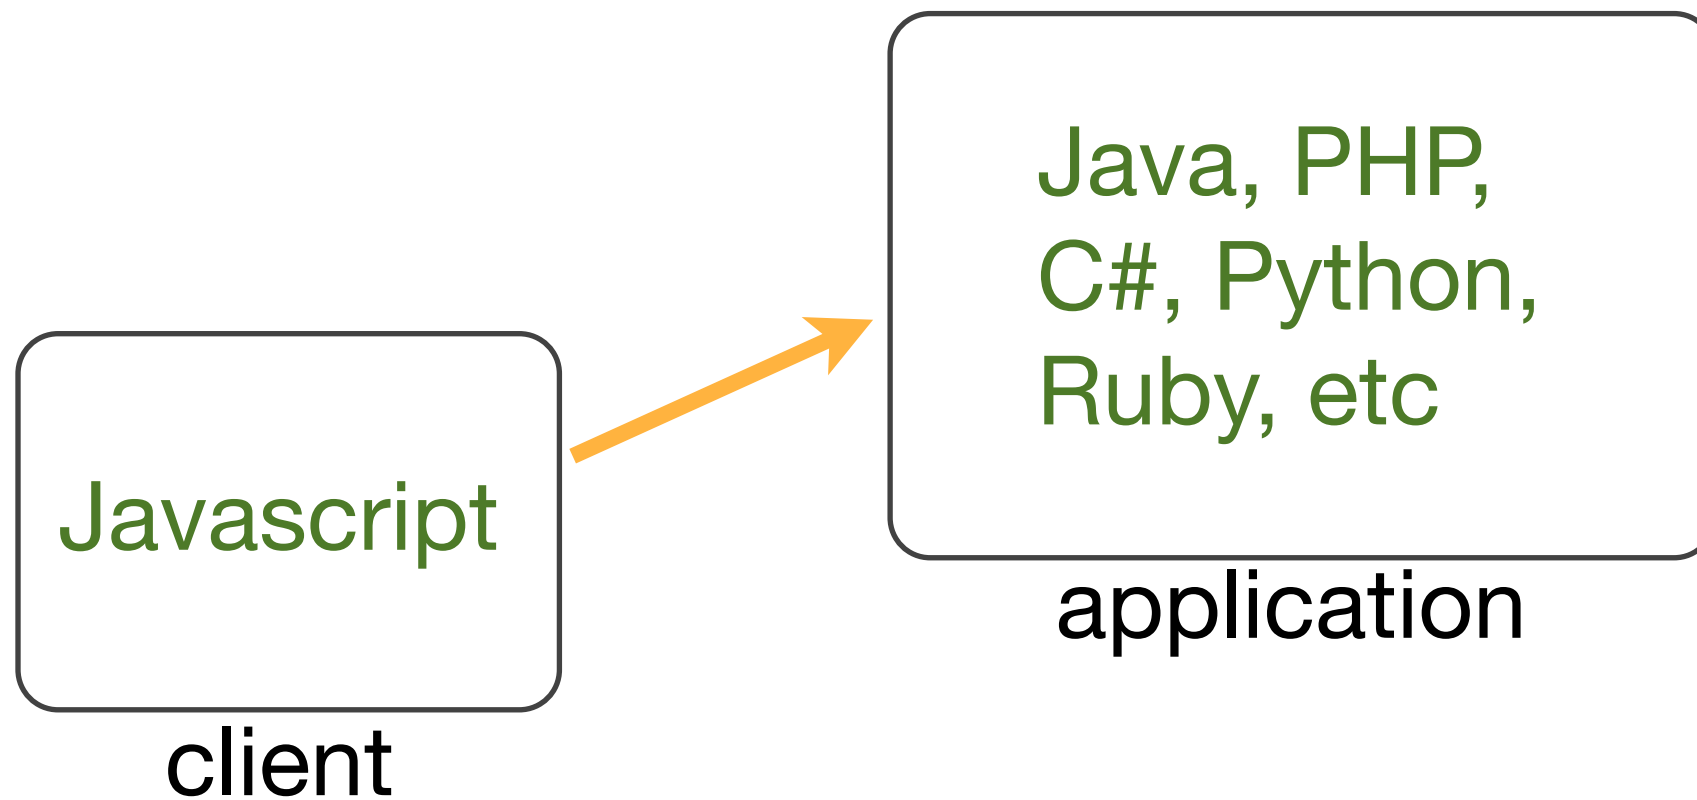 Java, PHP,
C#, Python,
Ruby, etc
application
Javascript
client